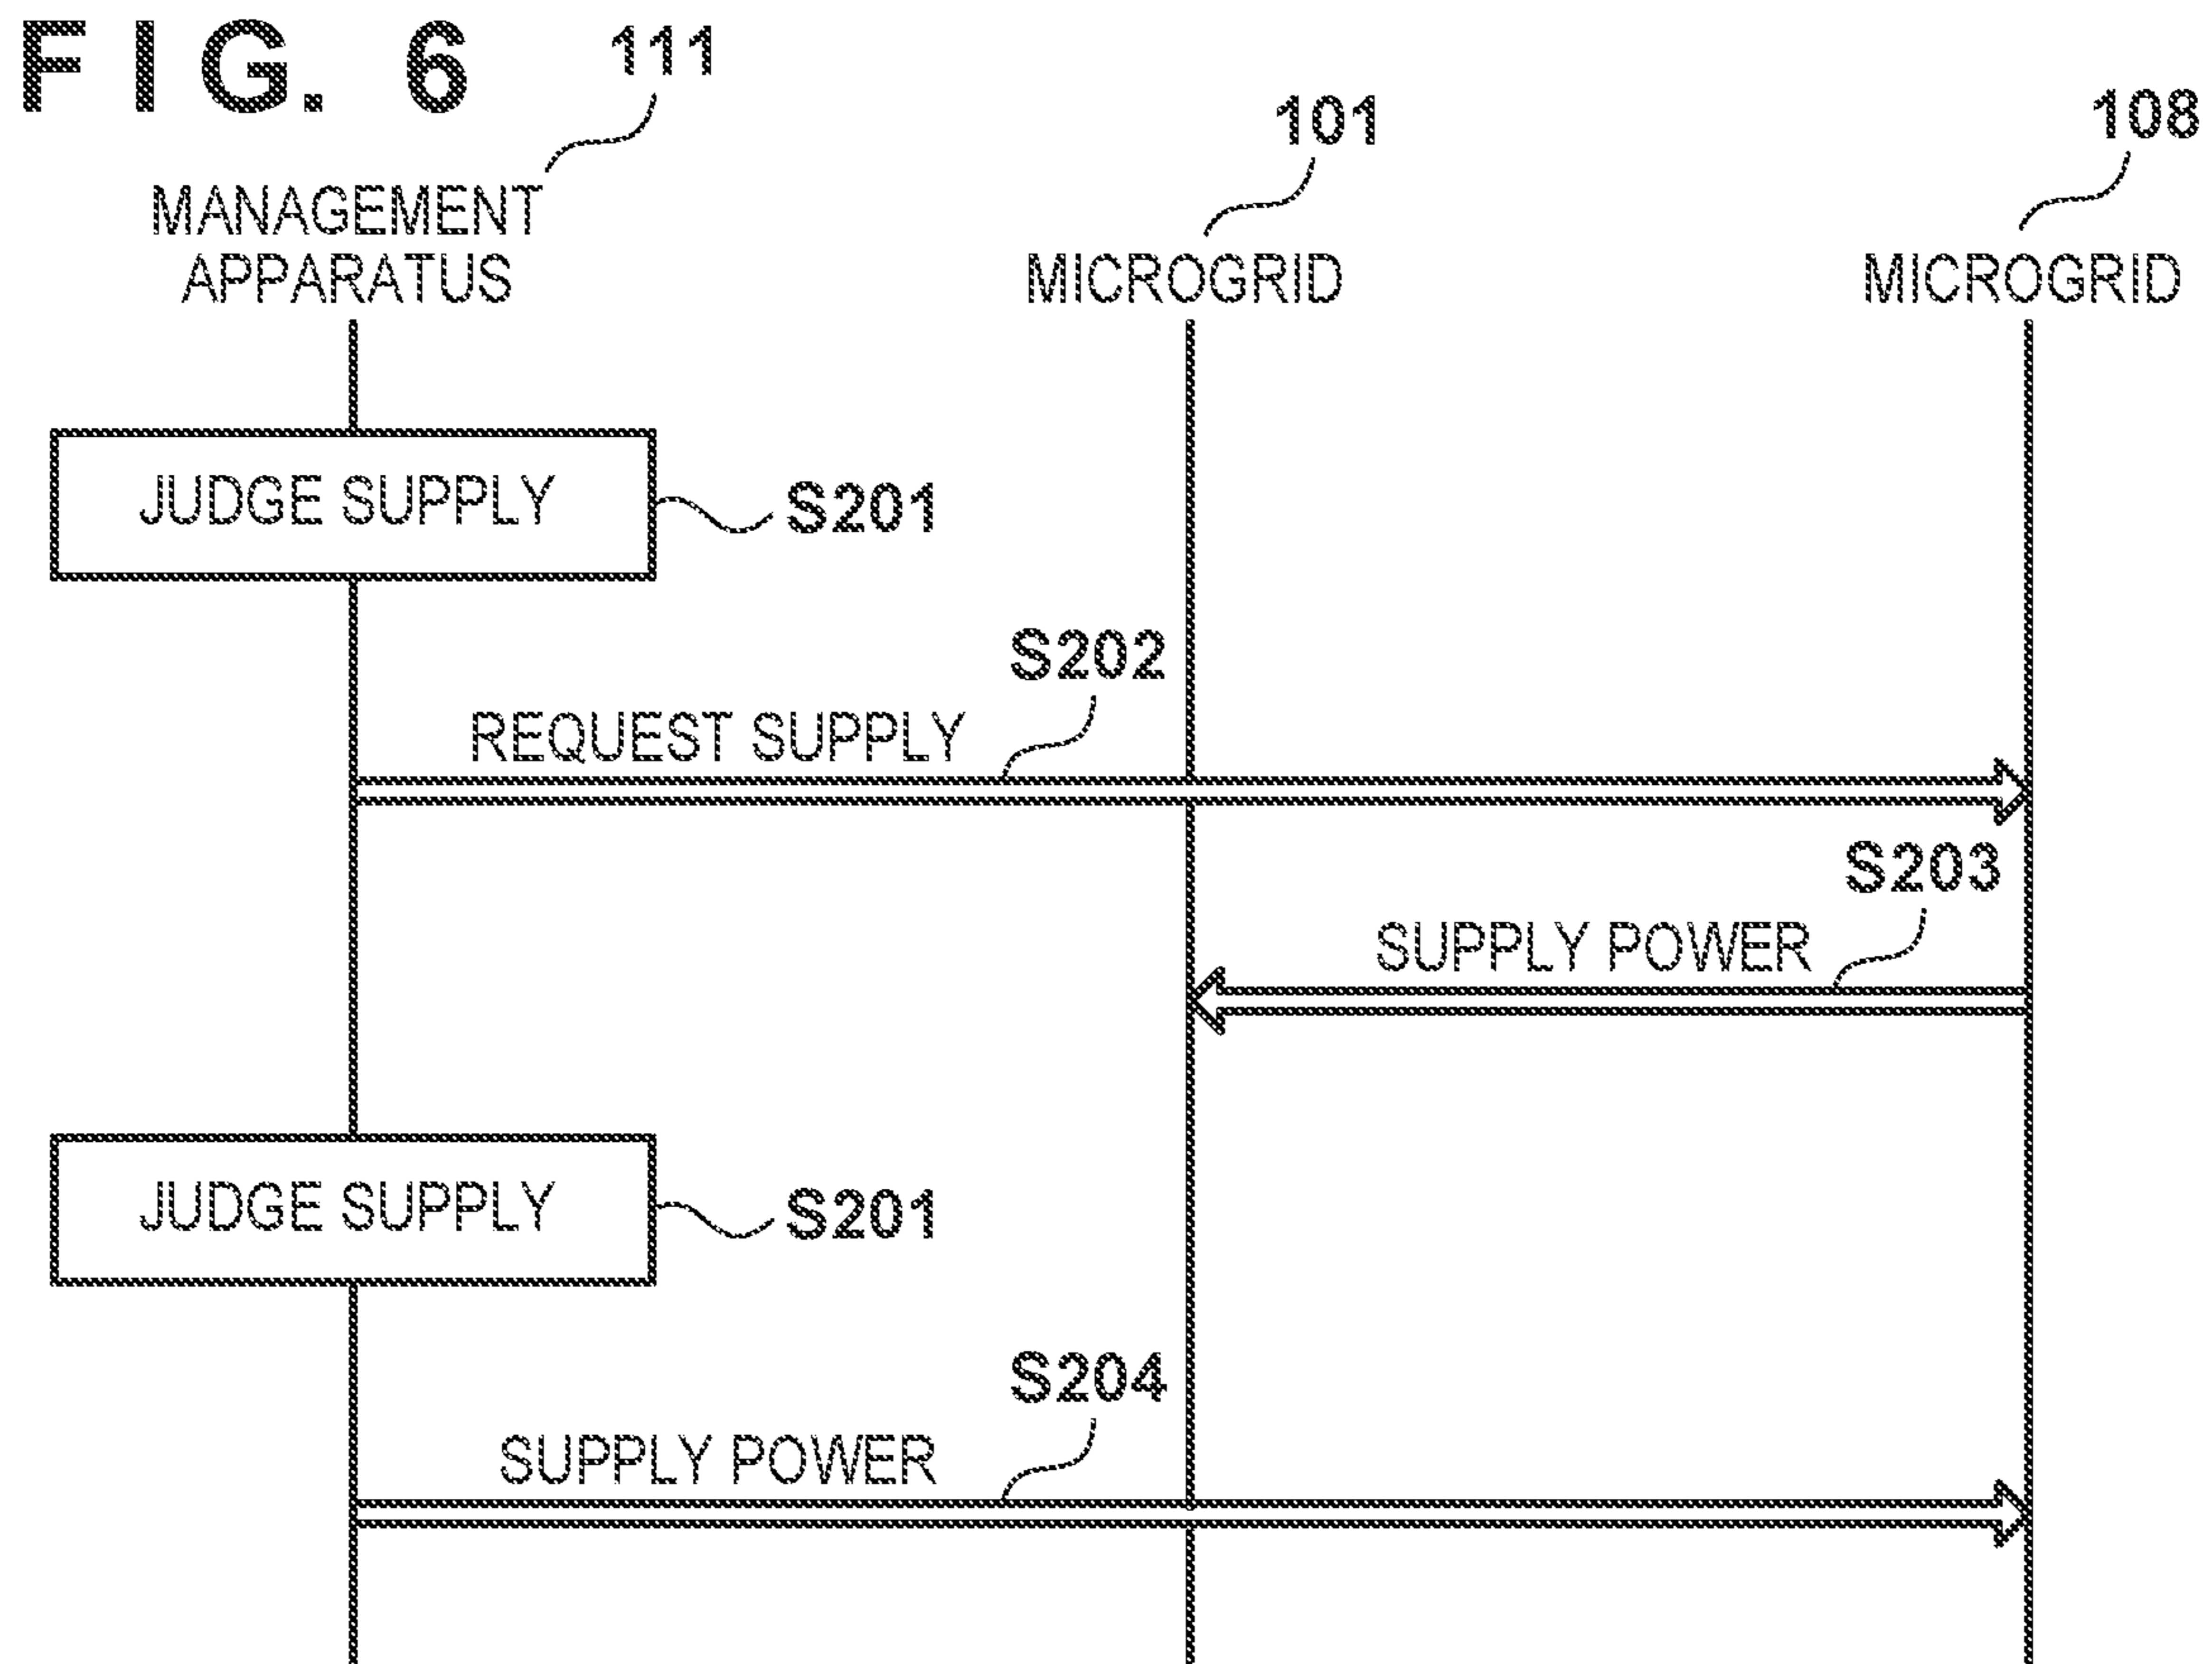 FIG. 6
111
101
108
MANAGEMENT
APPARATUS
MICROGRID
MICROGRID
JUDGE SUPPLY
S201
S202
REQUEST SUPPLY
S203
SUPPLY POWER
JUDGE SUPPLY
S201
S204
SUPPLY POWER